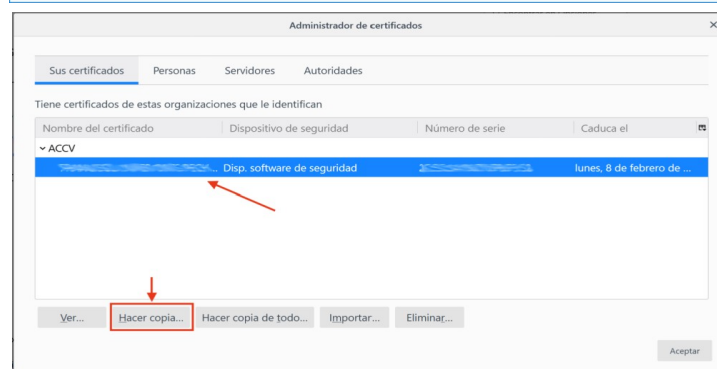 Administrador de certificados
Sus certificados Personas Servidores Autoridades
Tiene certificados de estas organizaciones que le identifican
Nombre del certificado Dispositivo de seguridad Número de serie Caduca el
ACCV
... Disp. software de seguridad lunes, 8 de febrero de ...
Ver... Hacer copia... Hacer copia de todo... Importar... Eliminar...
Aceptar